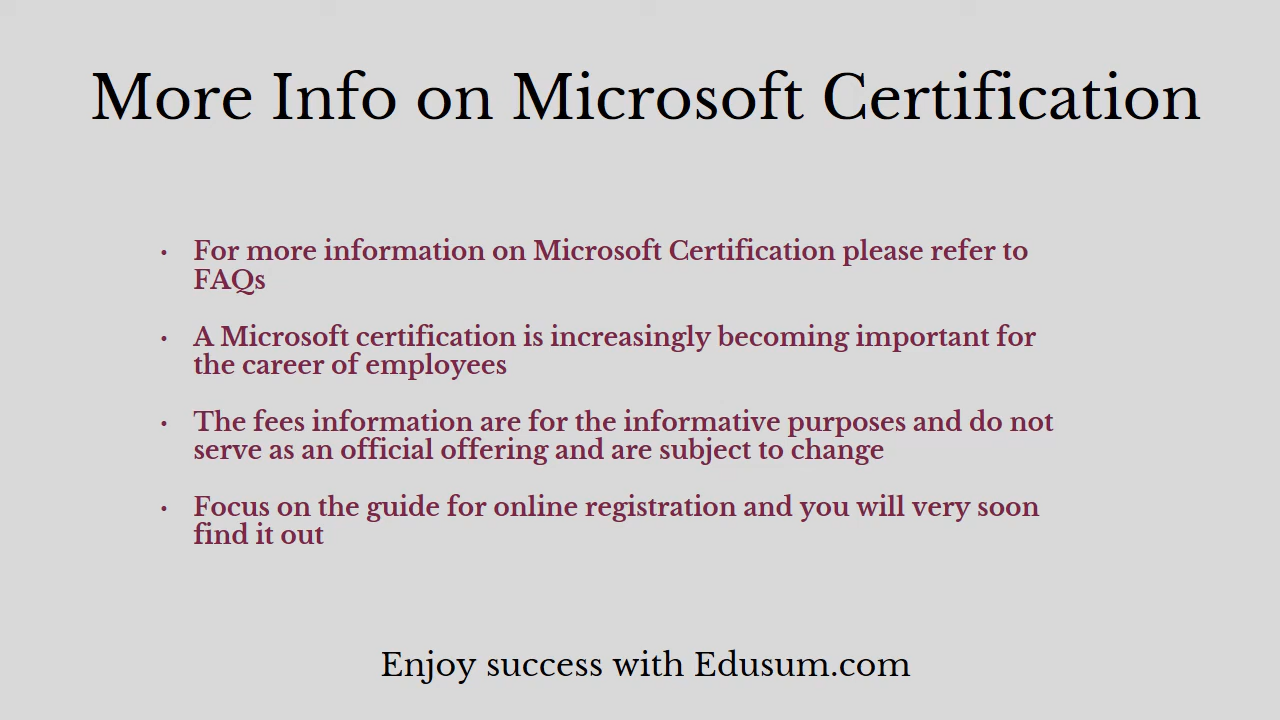 More Info on Microsoft Certification
• For more information on Microsoft Certification please refer to
FAQs
• A Microsoft certification is increasingly becoming important for
the career of employees
• The fees information are for the informative purposes and do not
serve as an official offering and are subject to change
• Focus on the guide for online registration and you will very soon
find it out
Enjoy success with Edusum.com